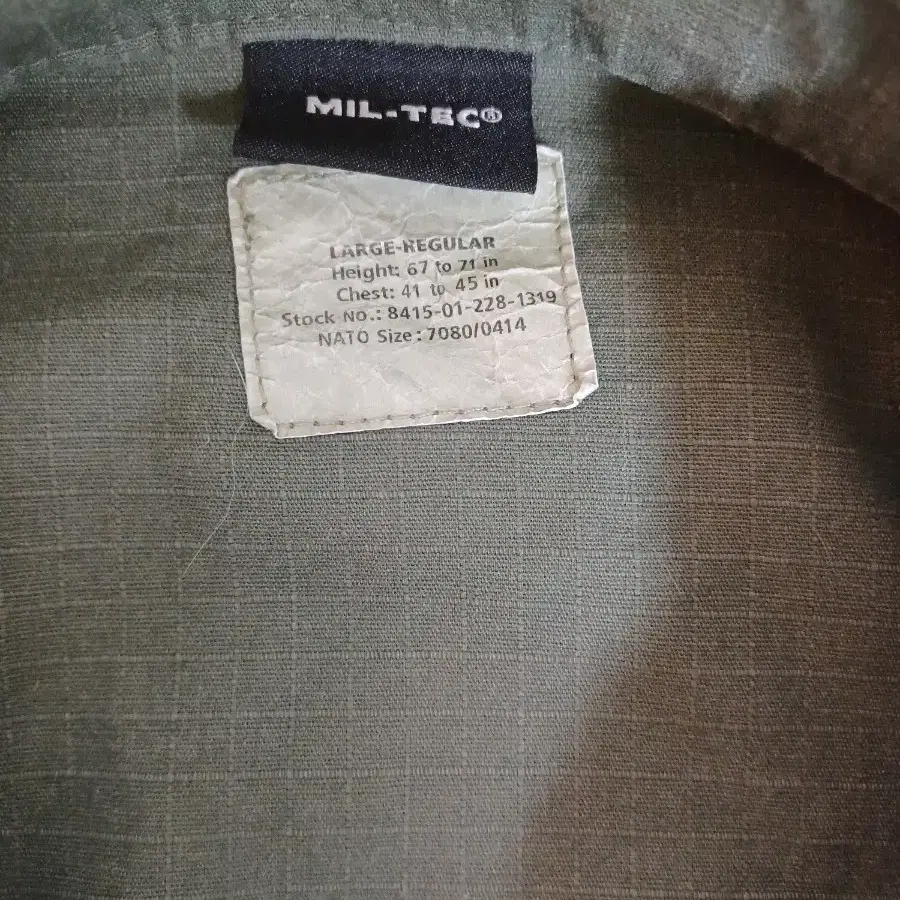 MIL-TEC®
LARGE-REGULAR
Height: 67 to 71 in
Chest: 41 to 45 in
Stock No.: 8415-01-228-1319
NATO Size: 7080/0414